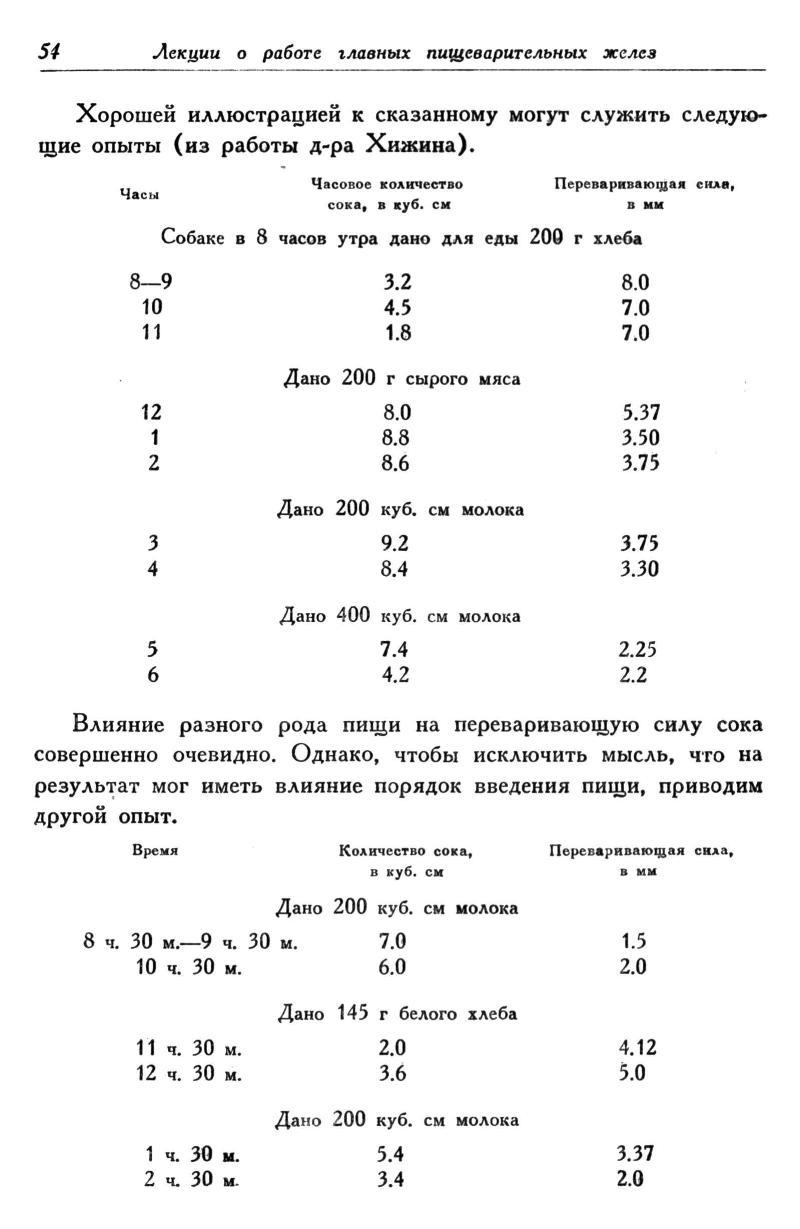 54 Лекции о работе главных пищеварительных желез
Хорошей иллюстрацией к сказанному могут служить следую-
щие опыты (из работы д-ра Хижина).
Часы Часовое количество сока, в куб. см Переваривающая сила, в мм
Собаке в 8 часов утра дано для еды 200 г хлеба
8—9 3.2 8.0
10 4.5 7.0
11 1.8 7.0
Дано 200 г сырого мяса
12 8.0 5.37
1 8.8 3.50
2 8.6 3.75
Дано 200 куб. см молока
3 9.2 3.75
4 8.4 3.30
Дано 400 куб. см молока
5 7.4 2.25
6 4.2 2.2
Влияние разного рода пищи на переваривающую силу сока
совершенно очевидно. Однако, чтобы исключить мысль, что на
результат мог иметь влияние порядок введения пищи, приводим
другой опыт.
Время Количество сока, в куб. см Переваривающая сила, в мм
Дано 200 куб. см молока
8 ч. 30 м.—9 ч. 30 м. 7.0 1.5
10 ч. 30 м. 6.0 2.0
Дано 145 г белого хлеба
11 ч. 30 м. 2.0 4.12
12 ч. 30 м. 3.6 5.0
Дано 200 куб. см молока
1 ч. 30 м. 5.4 3.37
2 ч. 30 м. 3.4 2.0